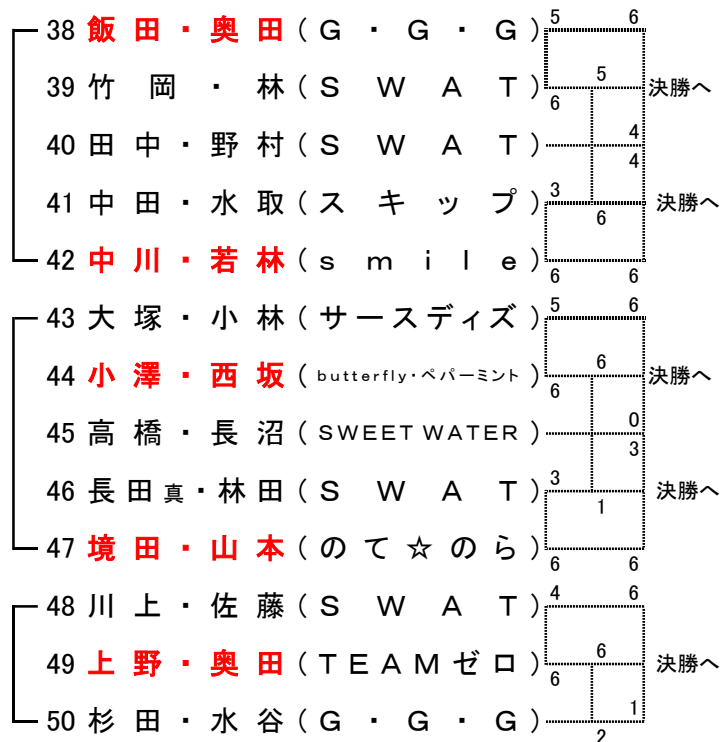 5 6
38 飯田・奥田(G・G・G)
5
39 竹岡・林(SWAT) 決勝へ
6
4
40 田中・野村(SWAT)
4
3
41 中田・水取(スキップ) 決勝へ
6
42 中川・若林(smile)
6 6
5 6
43 大塚・小林(サースディズ)
6
44 小澤・西坂(butterfly・ペパーミント) 決勝へ
6
0
45 高橋・長沼(SWEET WATER)
3
3
46 長田真・林田(SWAT) 決勝へ
1
47 境田・山本(のて☆のら)
6 6
4 6
48 川上・佐藤(SWAT)
6
49 上野・奥田(TEAMゼロ) 決勝へ
6
1
50 杉田・水谷(G・G・G)
2